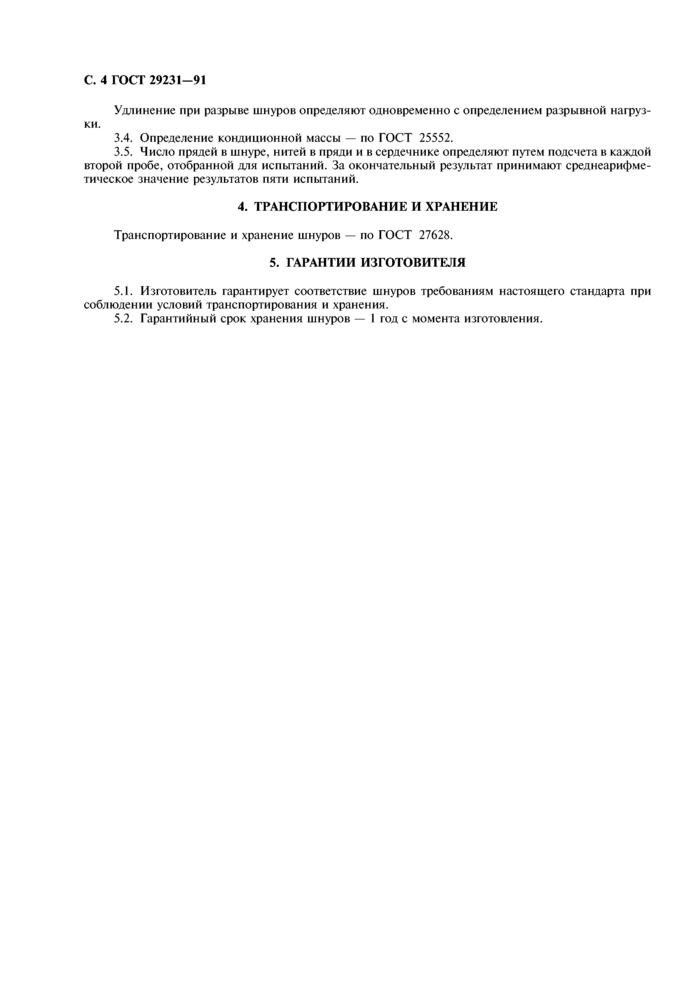 С. 4 ГОСТ 29231—91
Удлинение при разрыве шнуров определяют одновременно с определением разрывной нагруз-
ки.
3.4. Определение кондиционной массы — по ГОСТ 25552.
3.5. Число прядей в шнуре, нитей в пряди и в сердечнике определяют путем подсчета в каждой
второй пробе, отобранной для испытаний. За окончательный результат принимают среднеарифме-
тическое значение результатов пяти испытаний.
4. ТРАНСПОРТИРОВАНИЕ И ХРАНЕНИЕ
Транспортирование и хранение шнуров — по ГОСТ 27628.
5. ГАРАНТИИ ИЗГОТОВИТЕЛЯ
5.1. Изготовитель гарантирует соответствие шнуров требованиям настоящего стандарта при
соблюдении условий транспортирования и хранения.
5.2. Гарантийный срок хранения шнуров — 1 год с момента изготовления.